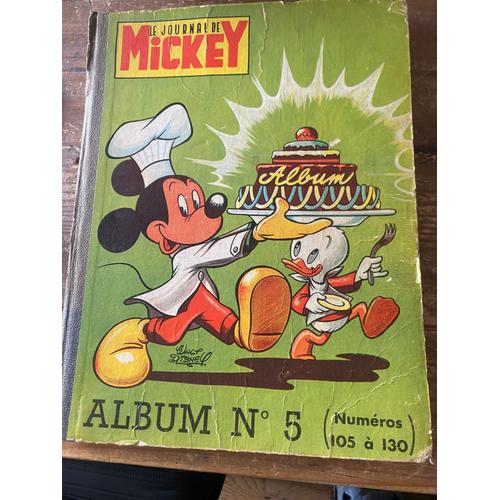 LE JOURNAL DE
MICKEY
Album
WALT
DISNEY
ALBUM N° 5
(Numéros
105 à 130)